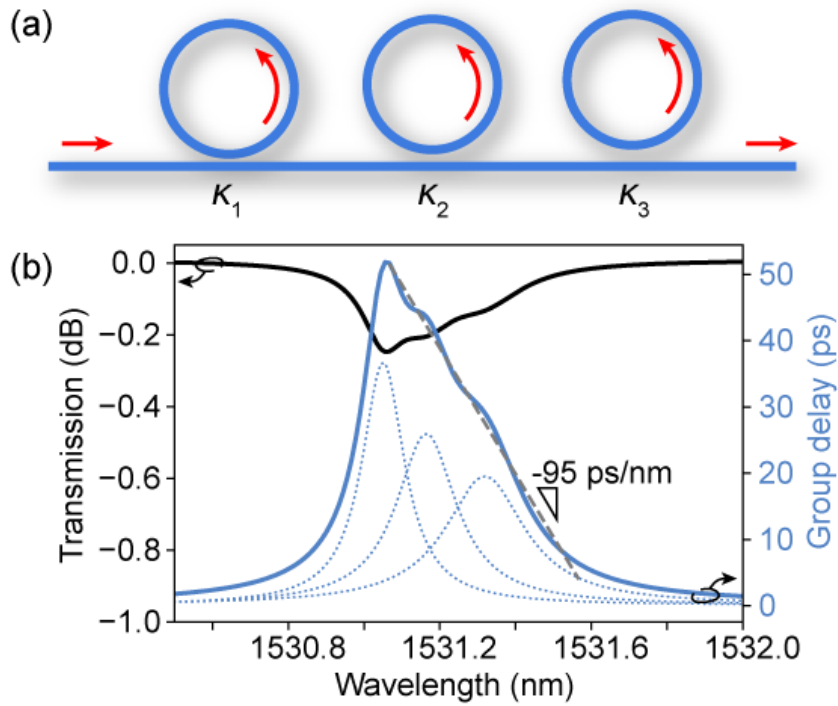 (a)
κ1 κ2 κ3
(b)
Transmission (dB)
0.0
−0.2
−0.4
−0.6
−0.8
−1.0
-95 ps/nm
50
40
30
20
10
0
Group delay (ps)
1530.8 1531.2 1531.6 1532.0
Wavelength (nm)